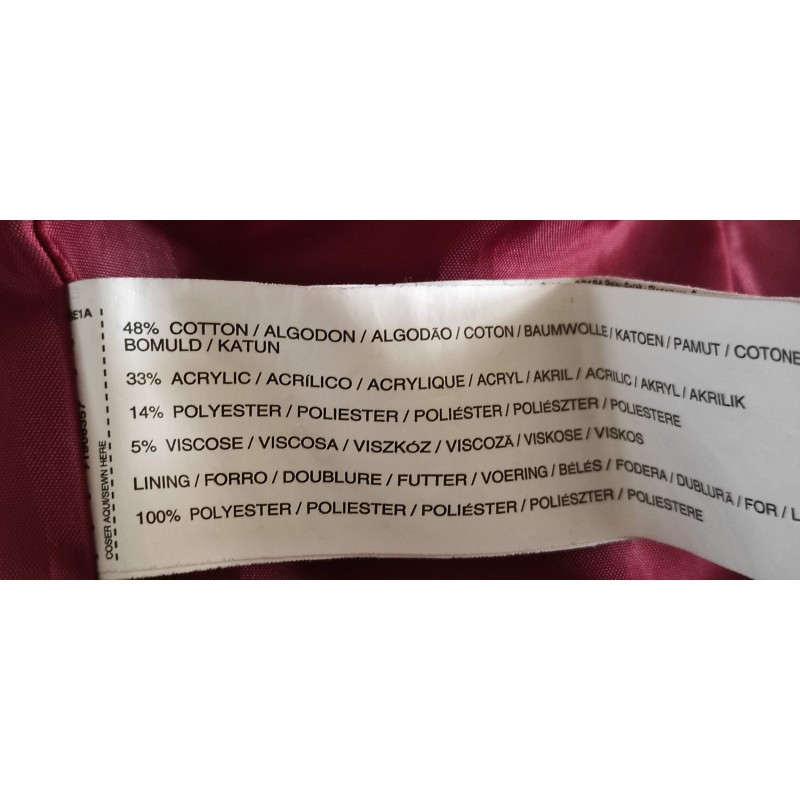 48% COTTON / ALGODON / ALGODÃO / COTON / BAUMWOLLE / KATOEN / PAMUT / COTONE
BOMULD / KATUN
33% ACRYLIC / ACRÍLICO / ACRYLIQUE / ACRYL / AKRIL / ACRILIC / AKRYL / AKRILIK
14% POLYESTER / POLIESTER / POLIÉSTER / POLIÉSZTER / POLIESTERE
5% VISCOSE / VISCOSA / VISZKÓZ / VISCOZĂ / VISKOSE / VISKOS
LINING / FORRO / DOUBLURE / FUTTER / VOERING / BÉLÉS / FODERA / DUBLURĂ / FOR / L
100% POLYESTER / POLIESTER / POLIÉSTER / POLIÉSZTER / POLIESTERE
COSER AQUI/SEWN HERE